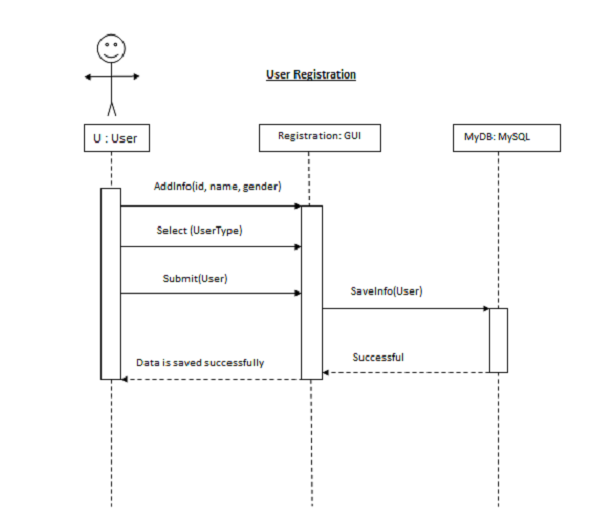 User Registration
U : User
Registration: GUI
MyDB: MySQL
AddInfo(id, name, gender)
Select (UserType)
Submit(User)
SaveInfo(User)
Successful
Data is saved successfully